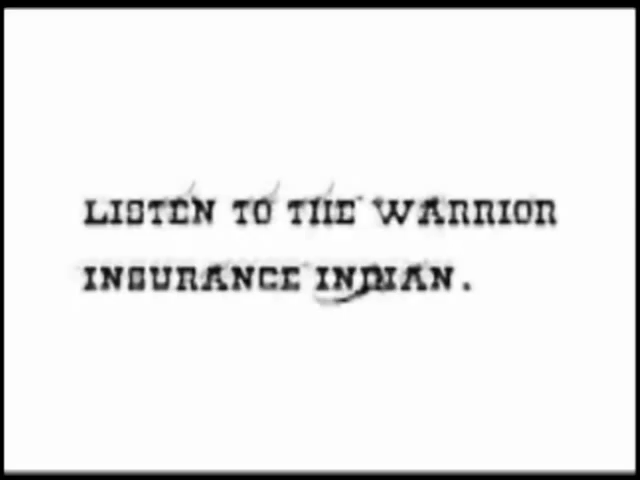 LISTEN TO THE WARRIOR
INSURANCE INDIAN.